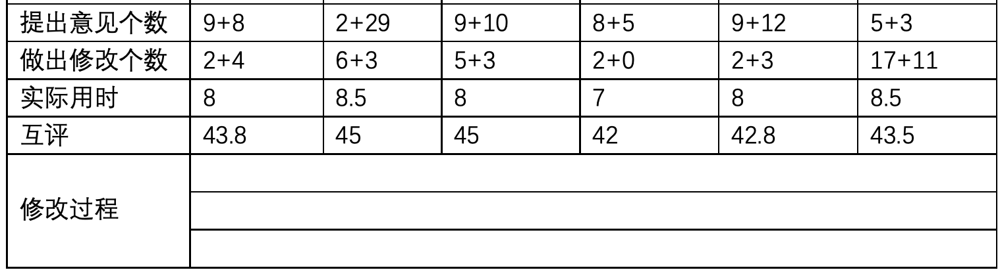 提出意见个数 9+8 2+29 9+10 8+5 9+12 5+3
做出修改个数 2+4 6+3 5+3 2+0 2+3 17+11
实际用时 8 8.5 8 7 8 8.5
互评 43.8 45 45 42 42.8 43.5
修改过程